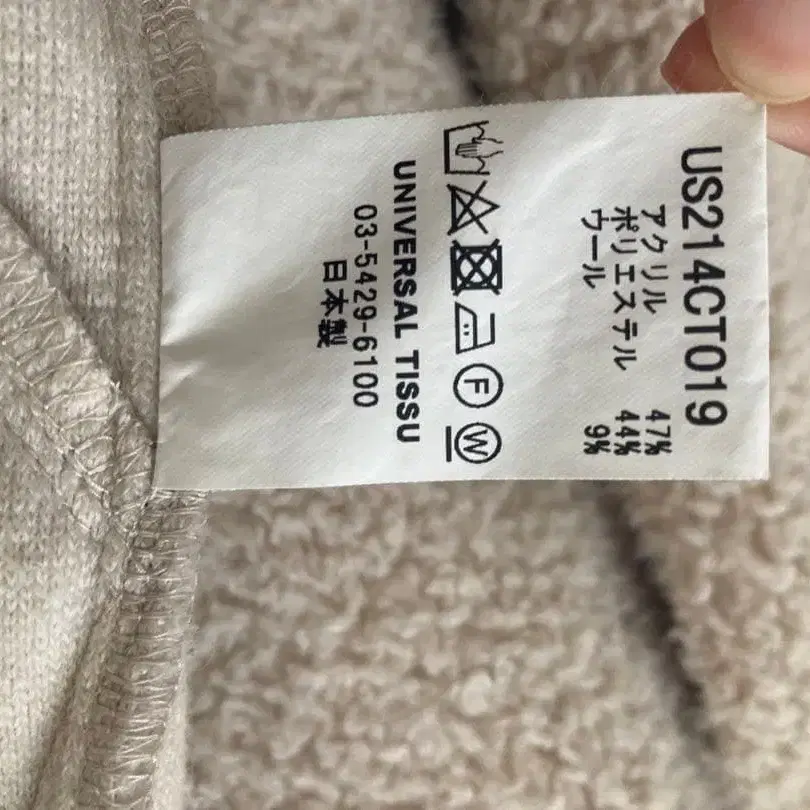 US214CT019
アクリル 47%
ポリエステル 44%
ウール 9%
F
W
UNIVERSAL TISSU
03-5429-6100
日本製